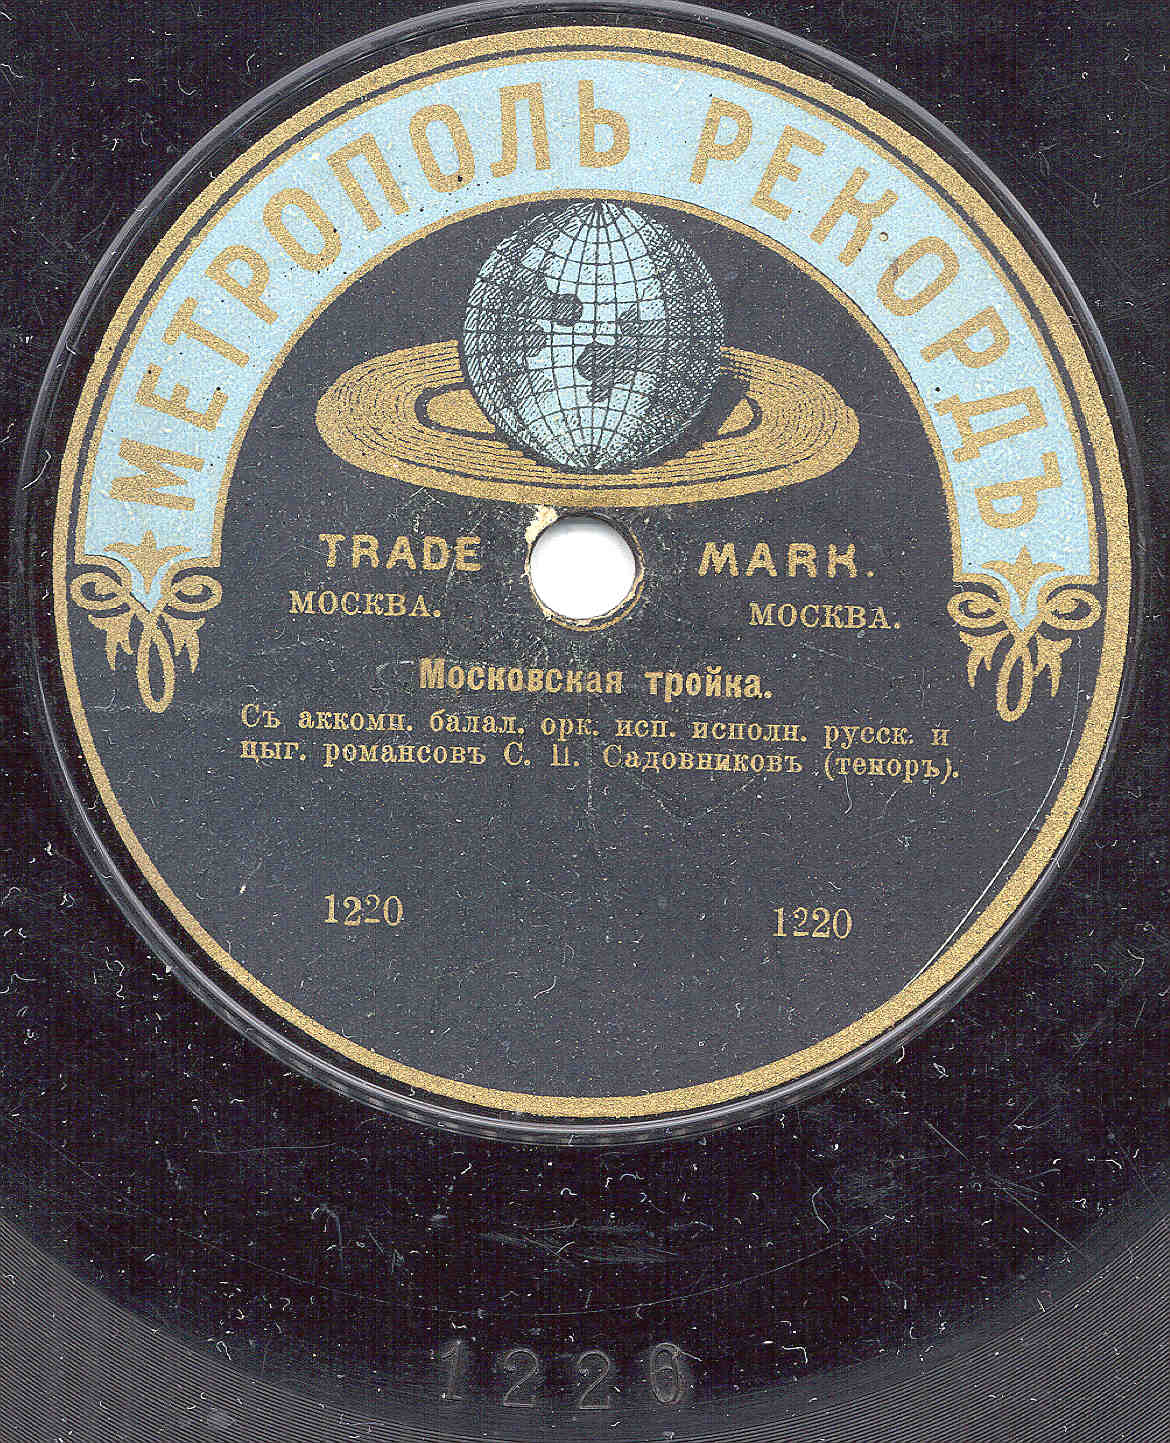 МЕТРОПОЛЬ РЕКОРДЪ
TRADE MARK.
МОСКВА. МОСКВА.
Московская тройка.
Съ аккомп. балал. орк. исп. исполн. русск. и
цыг. романсовъ С. П. Садовниковъ (теноръ).
1220 1220
1226